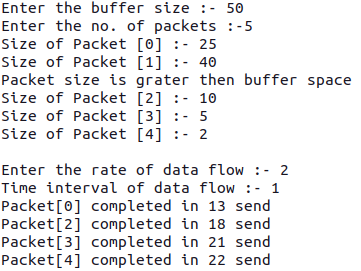 Enter the buffer size :- 50
Enter the no. of packets :-5
Size of Packet [0] :- 25
Size of Packet [1] :- 40
Packet size is grater then buffer space
Size of Packet [2] :- 10
Size of Packet [3] :- 5
Size of Packet [4] :- 2
Enter the rate of data flow :- 2
Time interval of data flow :- 1
Packet[0] completed in 13 send
Packet[2] completed in 18 send
Packet[3] completed in 21 send
Packet[4] completed in 22 send